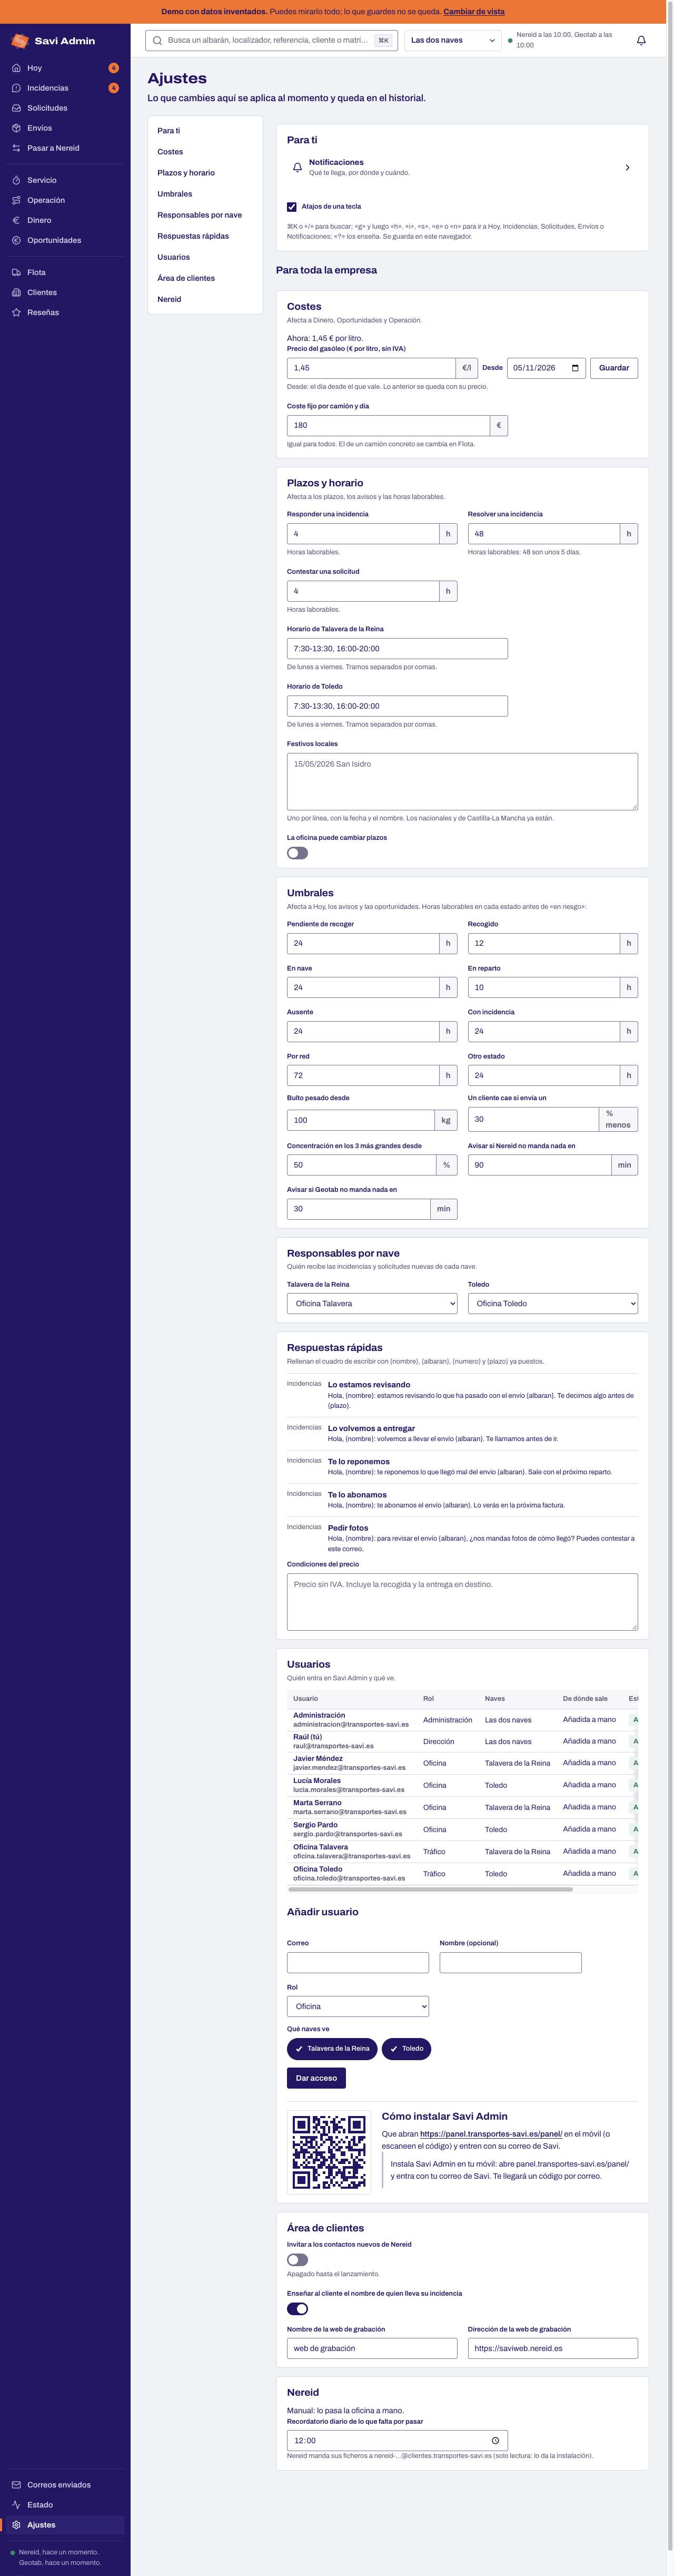 Demo con datos inventados. Puedes mirarlo todo; lo que guardes no se queda. Cambiar de vista
Savi Admin
Hoy 4
Incidencias 4
Solicitudes
Envíos
Pasar a Nereid
Servicio
Operación
Dinero
Oportunidades
Flota
Clientes
Reseñas
Correos enviados
Estado
Ajustes
Nereid, hace un momento.
Geotab, hace un momento.
Busca un albarán, localizador, referencia, cliente o matrí... ⌘K
Las dos naves
Nereid a las 10:00, Geotab a las
10:00
Ajustes
Lo que cambies aquí se aplica al momento y queda en el historial.
Para ti
Costes
Plazos y horario
Umbrales
Responsables por nave
Respuestas rápidas
Usuarios
Área de clientes
Nereid
Para ti
Notificaciones
Qué te llega, por dónde y cuándo.
Atajos de una tecla
⌘K o «/» para buscar; «g» y luego «h», «i», «s», «e» o «n» para ir a Hoy, Incidencias, Solicitudes, Envíos o
Notificaciones; «?» los enseña. Se guarda en este navegador.
Para toda la empresa
Costes
Afecta a Dinero, Oportunidades y Operación.
Ahora: 1,45 € por litro.
Precio del gasóleo (€ por litro, sin IVA)
1,45 €/l Desde 05/11/2026 Guardar
Desde: el día desde el que vale. Lo anterior se queda con su precio.
Coste fijo por camión y día
180 €
Igual para todos. El de un camión concreto se cambia en Flota.
Plazos y horario
Afecta a los plazos, los avisos y las horas laborables.
Responder una incidencia Resolver una incidencia
4 h 48 h
Horas laborables. Horas laborables: 48 son unos 5 días.
Contestar una solicitud
4 h
Horas laborables.
Horario de Talavera de la Reina
7:30-13:30, 16:00-20:00
De lunes a viernes. Tramos separados por comas.
Horario de Toledo
7:30-13:30, 16:00-20:00
De lunes a viernes. Tramos separados por comas.
Festivos locales
15/05/2026 San Isidro
Uno por línea, con la fecha y el nombre. Los nacionales y de Castilla-La Mancha ya están.
La oficina puede cambiar plazos
Umbrales
Afecta a Hoy, los avisos y las oportunidades. Horas laborables en cada estado antes de «en riesgo»:
Pendiente de recoger Recogido
24 h 12 h
En nave En reparto
24 h 10 h
Ausente Con incidencia
24 h 24 h
Por red Otro estado
72 h 24 h
Bulto pesado desde Un cliente cae si envía un
100 kg 30 % menos
Concentración en los 3 más grandes desde Avisar si Nereid no manda nada en
50 % 90 min
Avisar si Geotab no manda nada en
30 min
Responsables por nave
Quién recibe las incidencias y solicitudes nuevas de cada nave.
Talavera de la Reina Toledo
Oficina Talavera Oficina Toledo
Respuestas rápidas
Rellenan el cuadro de escribir con {nombre}, {albaran}, {numero} y {plazo} ya puestos.
Incidencias Lo estamos revisando
Hola, {nombre}: estamos revisando lo que ha pasado con el envío {albaran}. Te decimos algo antes de
{plazo}.
Incidencias Lo volvemos a entregar
Hola, {nombre}: volvemos a llevar el envío {albaran}. Te llamamos antes de ir.
Incidencias Te lo reponemos
Hola, {nombre}: te reponemos lo que llegó mal del envío {albaran}. Sale con el próximo reparto.
Incidencias Te lo abonamos
Hola, {nombre}: te abonamos el envío {albaran}. Lo verás en la próxima factura.
Incidencias Pedir fotos
Hola, {nombre}: para revisar el envío {albaran}, ¿nos mandas fotos de cómo llegó? Puedes contestar a
este correo.
Condiciones del precio
Precio sin IVA. Incluye la recogida y la entrega en destino.
Usuarios
Quién entra en Savi Admin y qué ve.
Usuario Rol Naves De dónde sale Est
Administración
administracion@transportes-savi.es Administración Las dos naves Añadida a mano A
Raúl (tú)
raul@transportes-savi.es Dirección Las dos naves Añadida a mano A
Javier Méndez
javier.mendez@transportes-savi.es Oficina Talavera de la Reina Añadida a mano A
Lucía Morales
lucia.morales@transportes-savi.es Oficina Toledo Añadida a mano A
Marta Serrano
marta.serrano@transportes-savi.es Oficina Talavera de la Reina Añadida a mano A
Sergio Pardo
sergio.pardo@transportes-savi.es Oficina Toledo Añadida a mano A
Oficina Talavera
oficina.talavera@transportes-savi.es Tráfico Talavera de la Reina Añadida a mano A
Oficina Toledo
oficina.toledo@transportes-savi.es Tráfico Toledo Añadida a mano A
Añadir usuario
Correo Nombre (opcional)
Rol
Oficina
Qué naves ve
Talavera de la Reina Toledo
Dar acceso
Cómo instalar Savi Admin
Que abran https://panel.transportes-savi.es/panel/ en el móvil (o
escaneen el código) y entren con su correo de Savi.
Instala Savi Admin en tu móvil: abre panel.transportes-savi.es/panel/
y entra con tu correo de Savi. Te llegará un código por correo.
Área de clientes
Invitar a los contactos nuevos de Nereid
Apagado hasta el lanzamiento.
Enseñar al cliente el nombre de quien lleva su incidencia
Nombre de la web de grabación Dirección de la web de grabación
web de grabación https://saviweb.nereid.es
Nereid
Manual: lo pasa la oficina a mano.
Recordatorio diario de lo que falta por pasar
12:00
Nereid manda sus ficheros a nereid-...@clientes.transportes-savi.es (solo lectura: lo da la instalación).